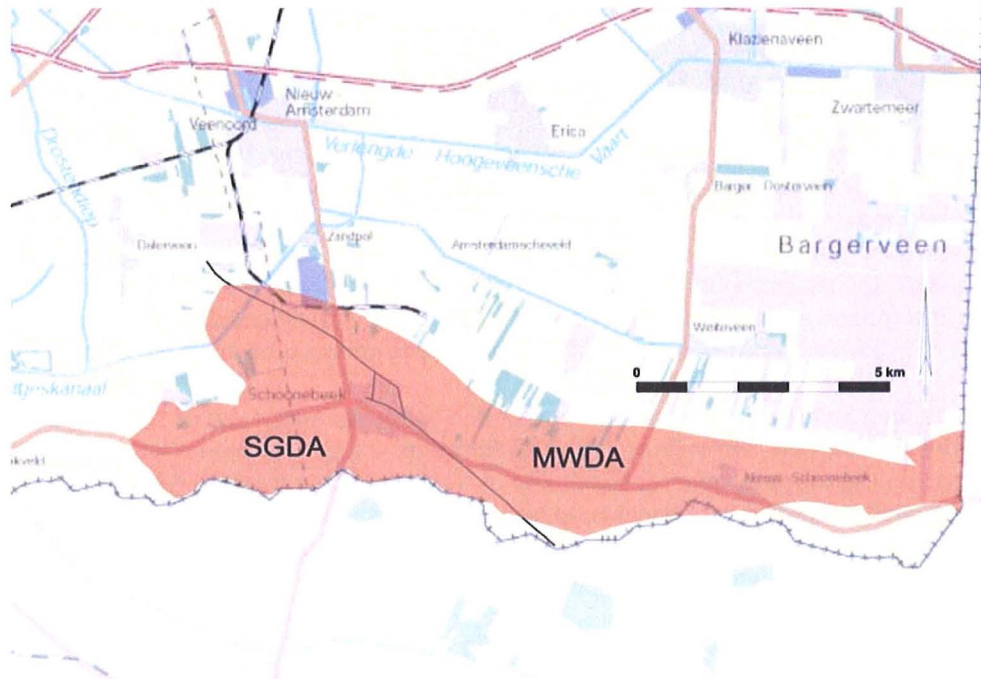 Klazienaveen
Nieuw -
Amsterdam
Zwartemeer
Veenoord
Erica
Verlengde Hoogeveensche Vaart
Drostendiep
Barger Oosterveen
Zandpol
Dalerveen
Amsterdamscheveld
Bargerveen
Weiteveen
0 5 km
Schoonebeek
SGDA
MWDA
Nieuw Schoonebeek